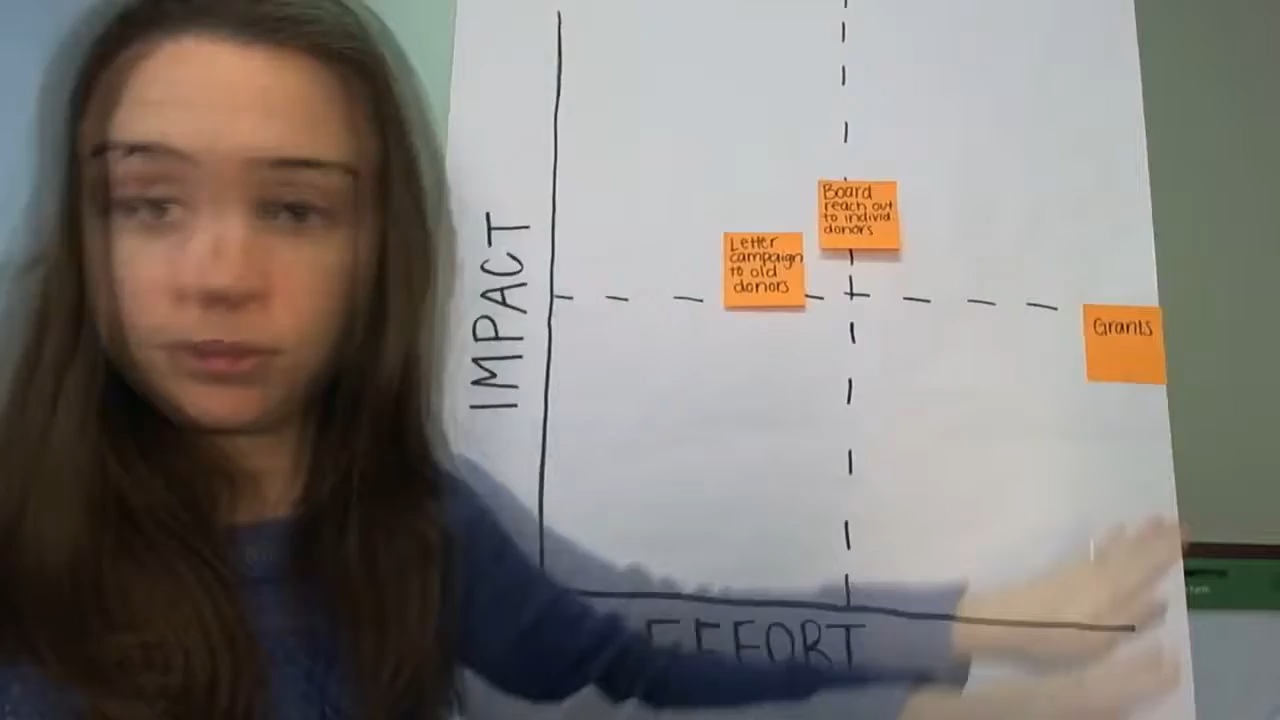 Board
reach out
to individ
donors
Letter
campaign
to old
donors
Grants
IMPACT
EFFORT